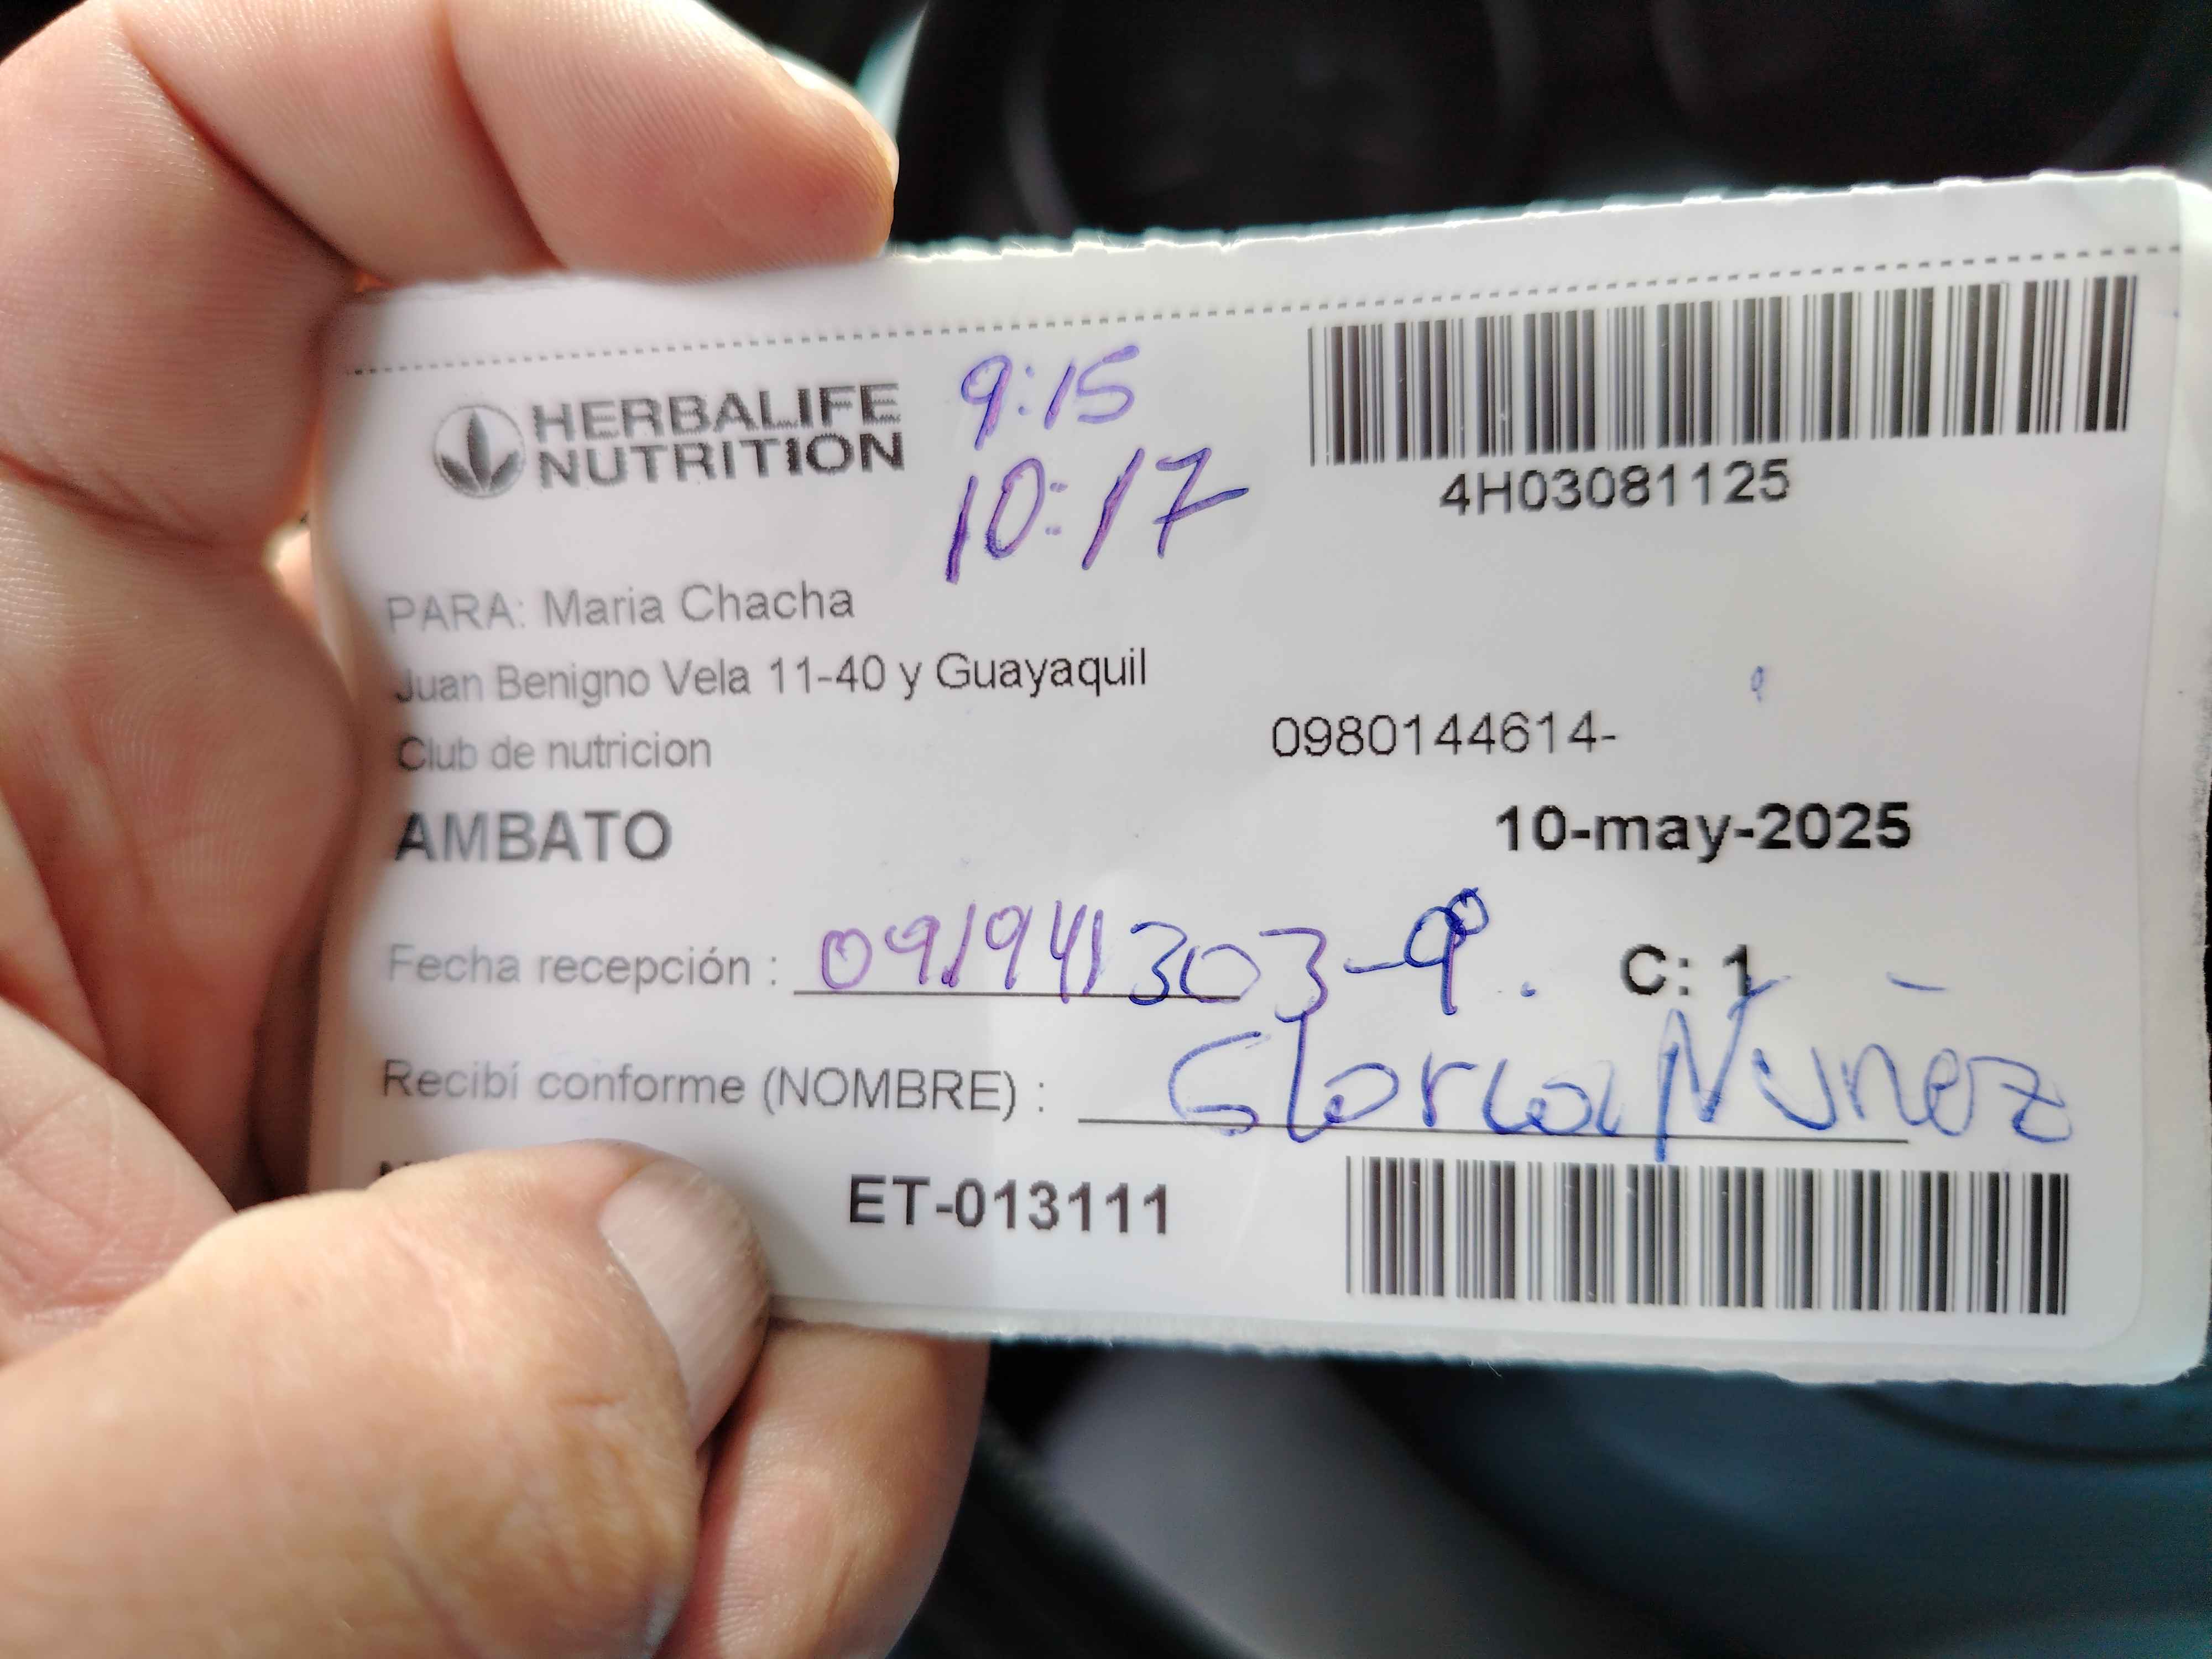 HERBALIFE
NUTRITION
9:15
10:17
4H03081125
PARA: Maria Chacha
Juan Benigno Vela 11-40 y Guayaquil
Club de nutricion
0980144614-
AMBATO
10-may-2025
Fecha recepción : 091941303-9
C: 1
Recibí conforme (NOMBRE) : Gloria Nuñez
ET-013111